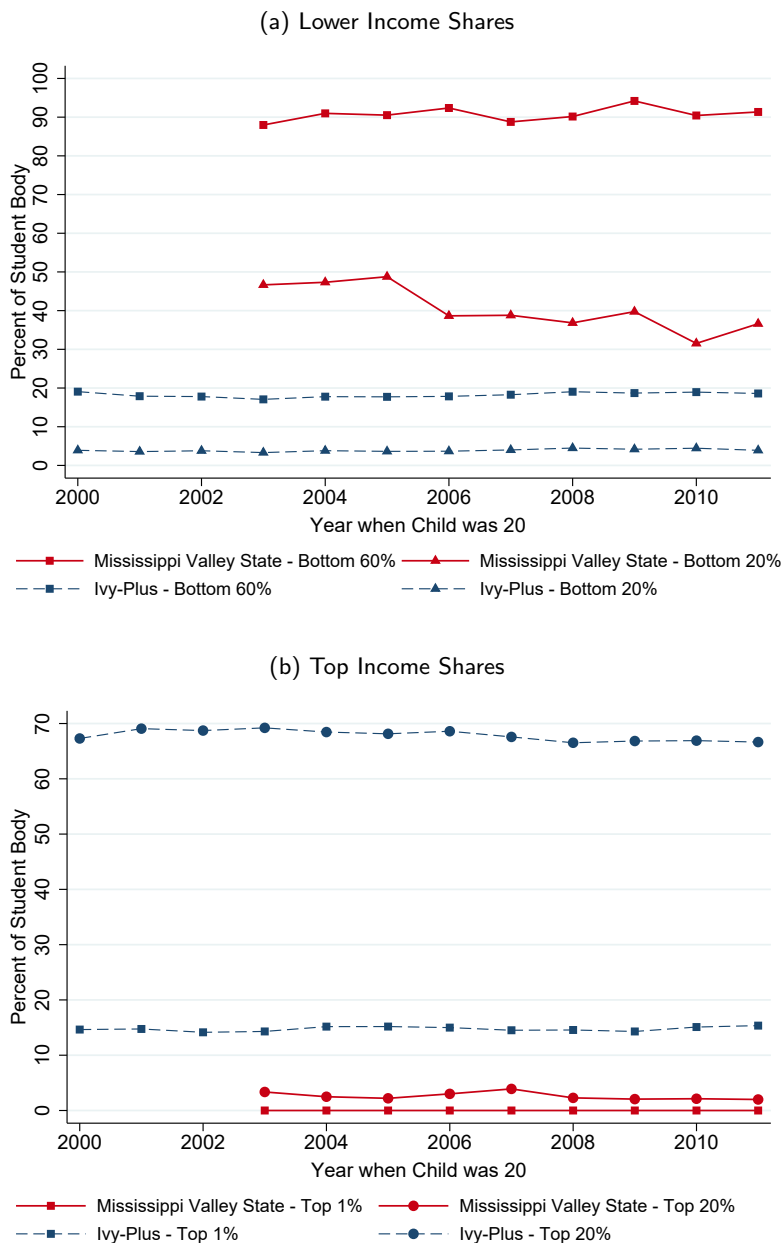 (a) Lower Income Shares
Percent of Student Body
100
90
80
70
60
50
40
30
20
10
0
2000 2002 2004 2006 2008 2010
Year when Child was 20
Mississippi Valley State - Bottom 60% Mississippi Valley State - Bottom 20%
Ivy-Plus - Bottom 60% Ivy-Plus - Bottom 20%
(b) Top Income Shares
Percent of Student Body
70
60
50
40
30
20
10
0
2000 2002 2004 2006 2008 2010
Year when Child was 20
Mississippi Valley State - Top 1% Mississippi Valley State - Top 20%
Ivy-Plus - Top 1% Ivy-Plus - Top 20%